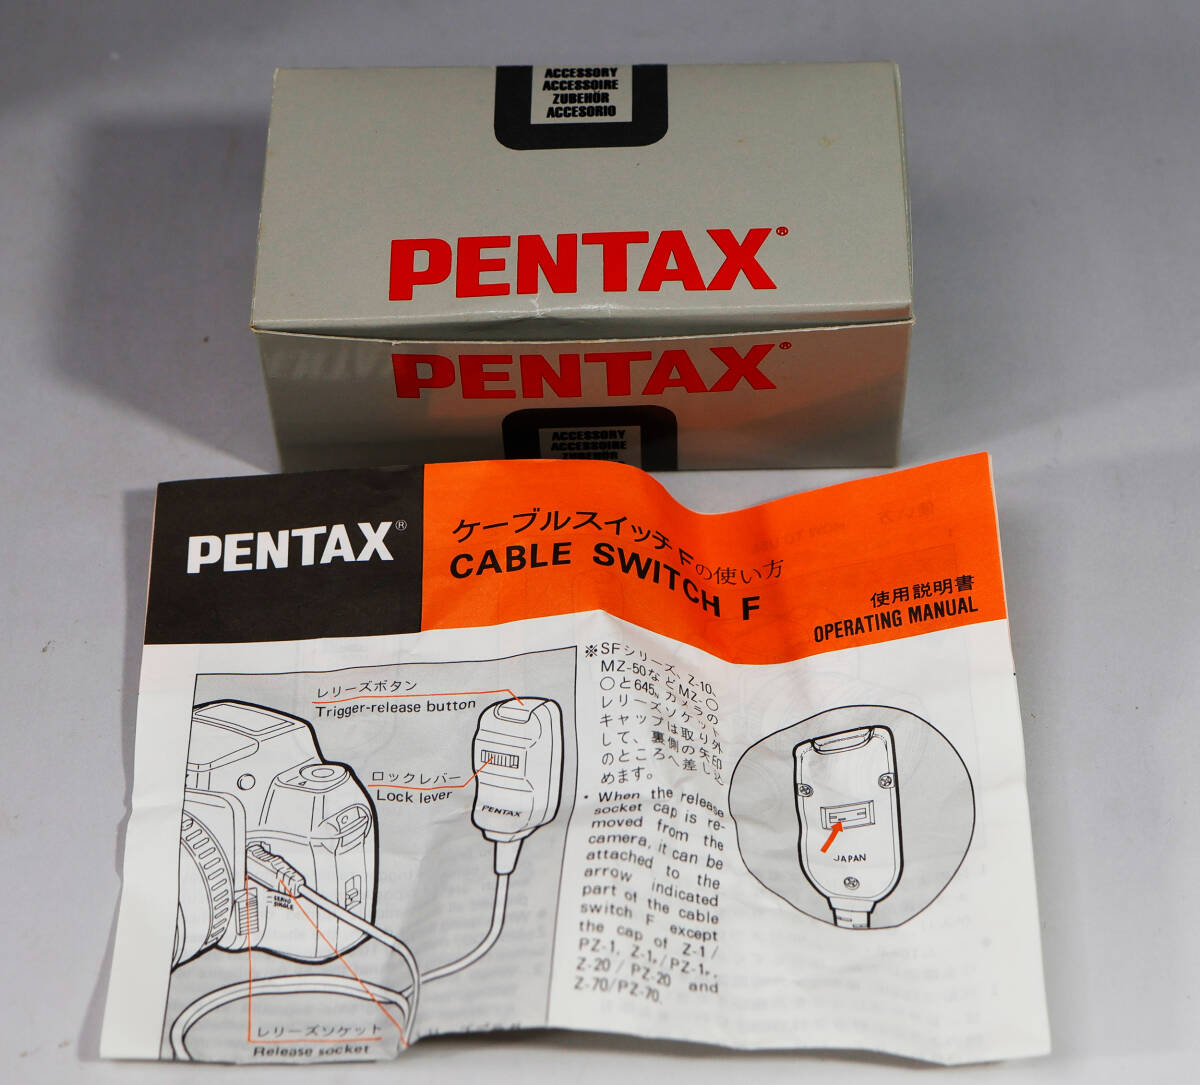 ACCESSORY
ACCESSOIRE
ZUBEHÖR
ACCESORIO
PENTAX®
PENTAX®
ACCESSORY
ACCESSOIRE
ZUBEHÖR
PENTAX®
ケーブルスイッチFの使い方
CABLE SWITCH F
使用説明書
OPERATING MANUAL
レリーズボタン
Trigger-release button
ロックレバー
Lock lever
PENTAX
SERVO
SINGLE
レリーズソケット
Release socket
※SFシリーズ、Z-10、
MZ-50などMZ-○
○と645Nカメラの
レリーズソケット
キャップは取り外
して、裏側の矢印
のところへ差し込
めます。
・When the release
socket cap is re-
moved from the
camera, it can be
attached to the
arrow indicated
part of the cable
switch F except
the cap of Z-1/
PZ-1, Z-1P/PZ-1P,
Z-20/PZ-20 and
Z-70/PZ-70.
JAPAN